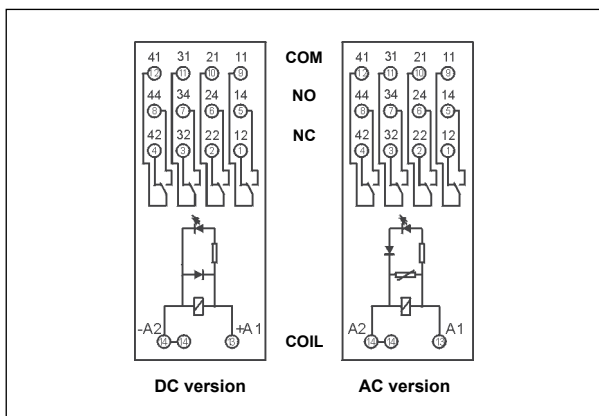 41 31 21 11 COM 41 31 21 11
12 11 10 9 12 11 10 9
44 34 24 14 NO 44 34 24 14
8 7 6 5 8 7 6 5
42 32 22 12 NC 42 32 22 12
4 3 2 1 4 3 2 1
-A2 +A1 COIL A2 A1
14 14 13 14 14 13
DC version AC version